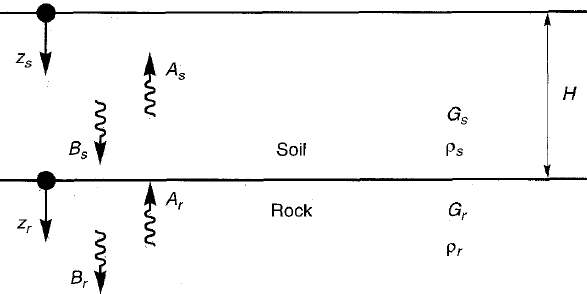 z_s
A_s
H
G_s
B_s
Soil
ρ_s
A_r
Rock
G_r
z_r
ρ_r
B_r